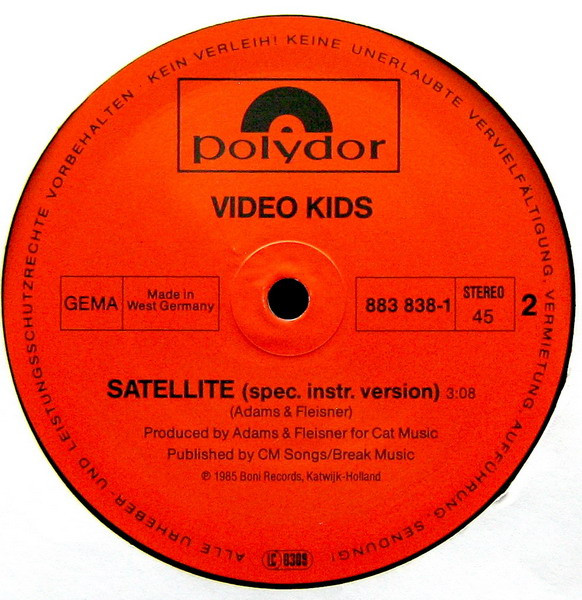 ALLE URHEBER- UND LEISTUNGSSCHUTZRECHTE VORBEHALTEN · KEIN VERLEIH! KEINE UNERLAUBTE VERVIELFÄLTIGUNG, VERMIETUNG, AUFFÜHRUNG, SENDUNG!
polydor
VIDEO KIDS
GEMA
Made in
West Germany
883 838-1
STEREO
45
2
SATELLITE (spec. instr. version) 3:08
(Adams & Fleisner)
Produced by Adams & Fleisner for Cat Music
Published by CM Songs/Break Music
℗ 1985 Boni Records, Katwijk-Holland
LC 0309